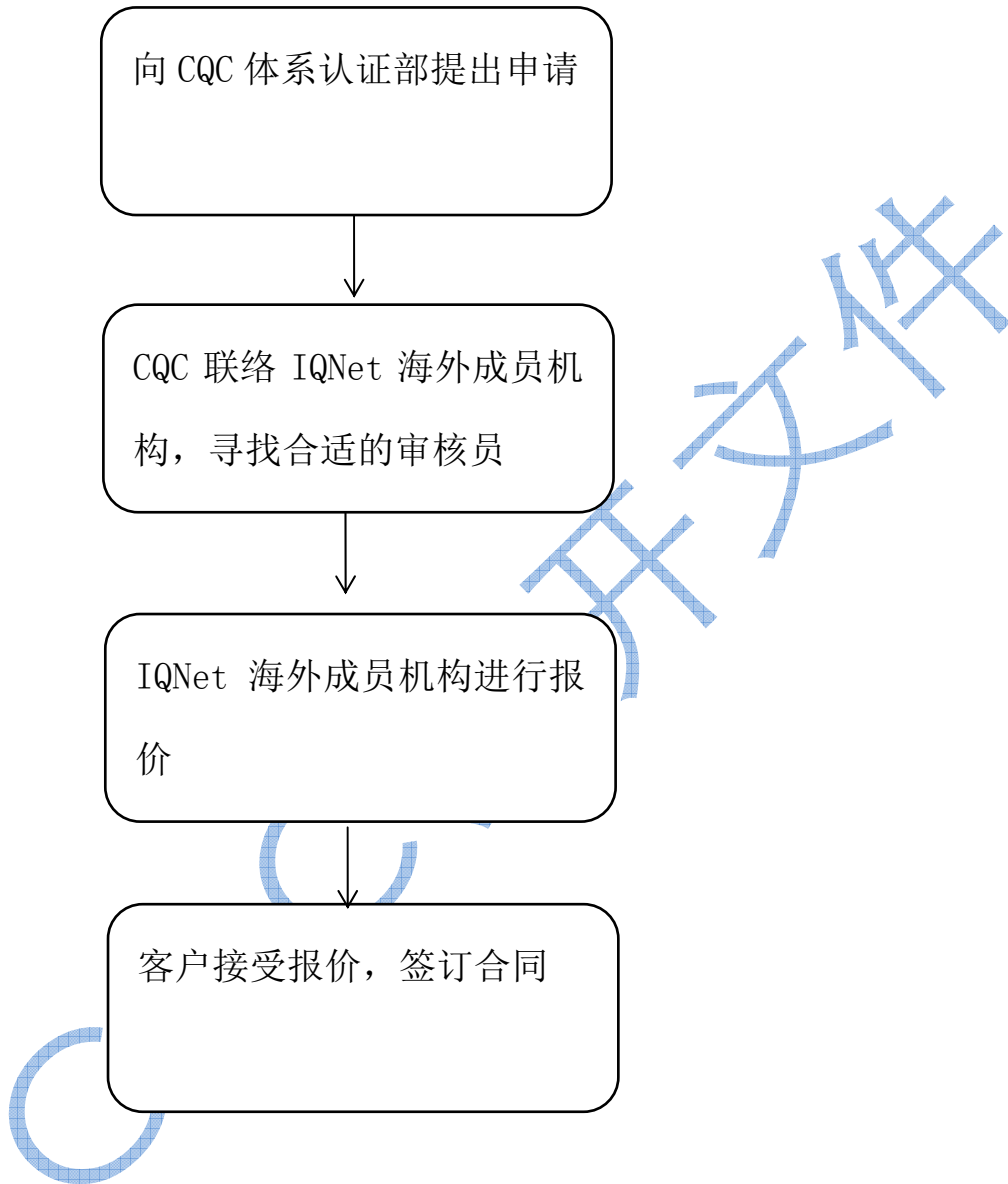 向 CQC 体系认证部提出申请
CQC 联络 IQNet 海外成员机
构，寻找合适的审核员
IQNet 海外成员机构进行报
价
客户接受报价，签订合同
开文件